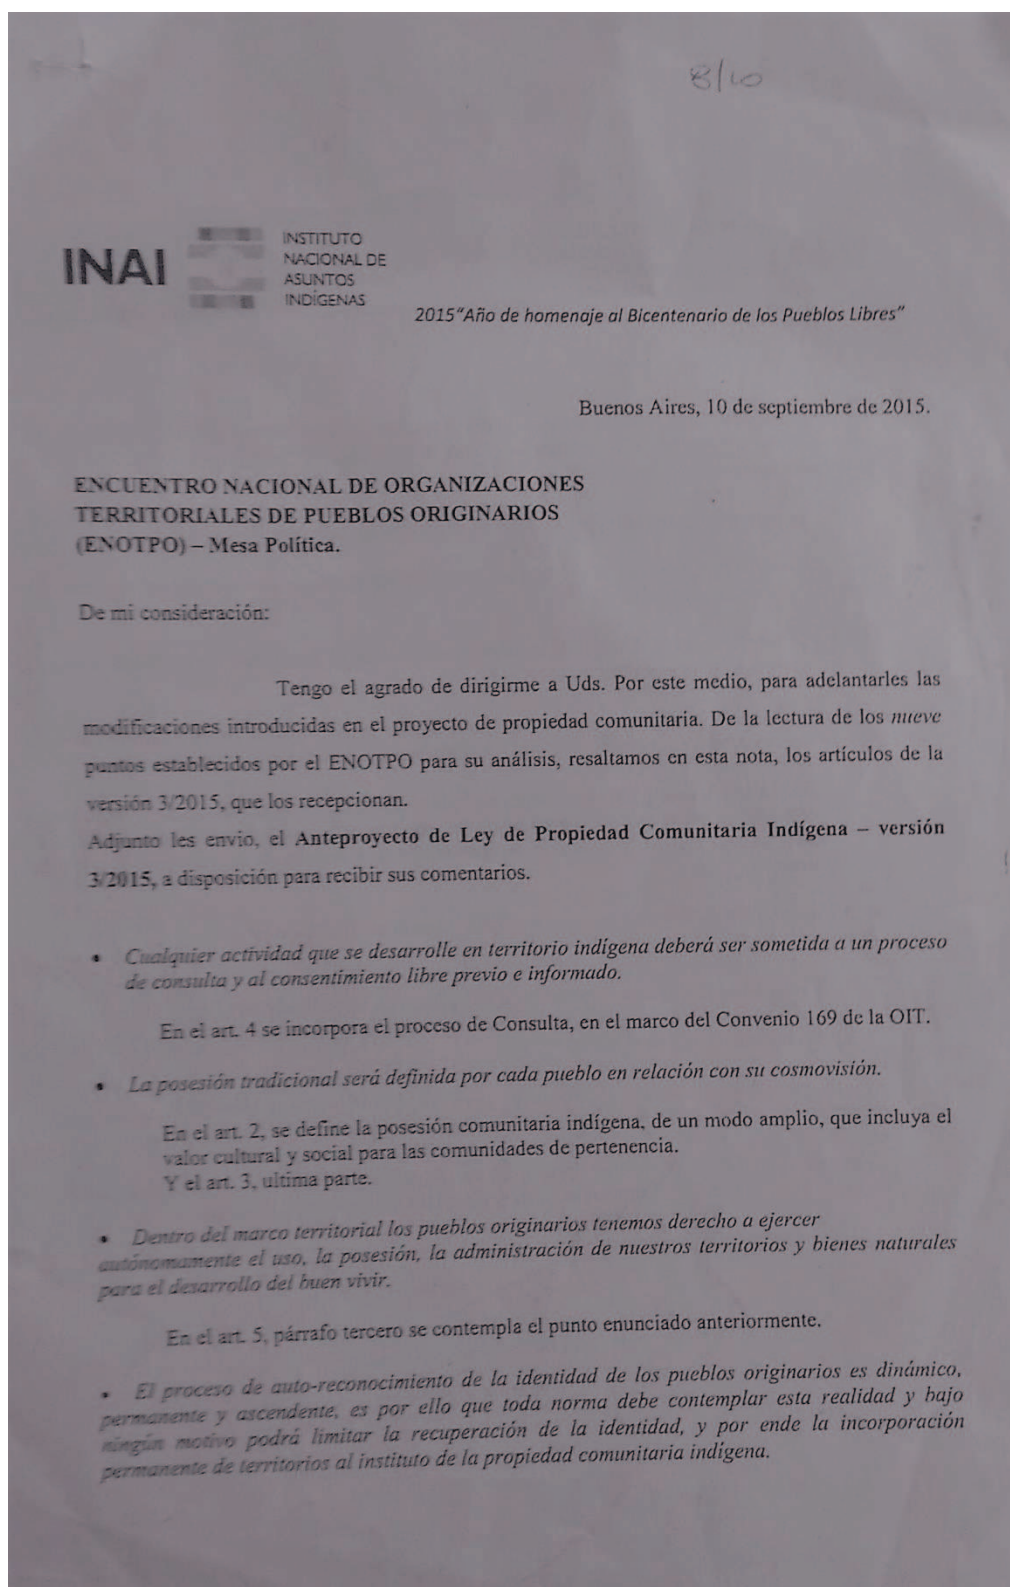 8/10
INAI
INSTITUTO
NACIONAL DE
ASUNTOS
INDÍGENAS
2015"Año de homenaje al Bicentenario de los Pueblos Libres"
Buenos Aires, 10 de septiembre de 2015.
ENCUENTRO NACIONAL DE ORGANIZACIONES
TERRITORIALES DE PUEBLOS ORIGINARIOS
(ENOTPO) – Mesa Política.
De mi consideración:
Tengo el agrado de dirigirme a Uds. Por este medio, para adelantarles las
modificaciones introducidas en el proyecto de propiedad comunitaria. De la lectura de los nueve
puntos establecidos por el ENOTPO para su análisis, resaltamos en esta nota, los artículos de la
versión 3/2015, que los recepcionan.
Adjunto les envio, el Anteproyecto de Ley de Propiedad Comunitaria Indígena – versión
3/2015, a disposición para recibir sus comentarios.
• Cualquier actividad que se desarrolle en territorio indígena deberá ser sometida a un proceso
de consulta y al consentimiento libre previo e informado.
En el art. 4 se incorpora el proceso de Consulta, en el marco del Convenio 169 de la OIT.
• La posesión tradicional será definida por cada pueblo en relación con su cosmovisión.
En el art. 2, se define la posesión comunitaria indígena, de un modo amplio, que incluya el
valor cultural y social para las comunidades de pertenencia.
Y el art. 3, ultima parte.
• Dentro del marco territorial los pueblos originarios tenemos derecho a ejercer
autónomamente el uso, la posesión, la administración de nuestros territorios y bienes naturales
para el desarrollo del buen vivir.
En el art. 5, párrafo tercero se contempla el punto enunciado anteriormente.
• El proceso de auto-reconocimiento de la identidad de los pueblos originarios es dinámico,
permanente y ascendente, es por ello que toda norma debe contemplar esta realidad y bajo
ningún motivo podrá limitar la recuperación de la identidad, y por ende la incorporación
permanente de territorios al instituto de la propiedad comunitaria indígena.